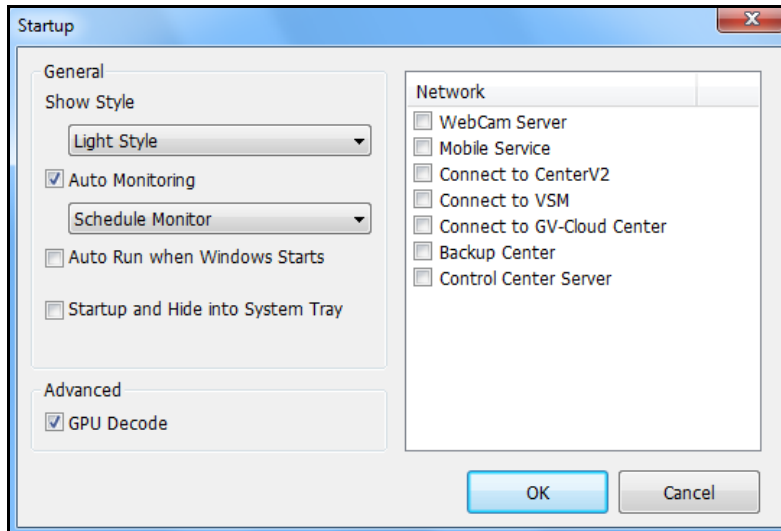 Startup
General
Show Style
Light Style
Auto Monitoring
Schedule Monitor
Auto Run when Windows Starts
Startup and Hide into System Tray
Advanced
GPU Decode
Network
WebCam Server
Mobile Service
Connect to CenterV2
Connect to VSM
Connect to GV-Cloud Center
Backup Center
Control Center Server
OK
Cancel